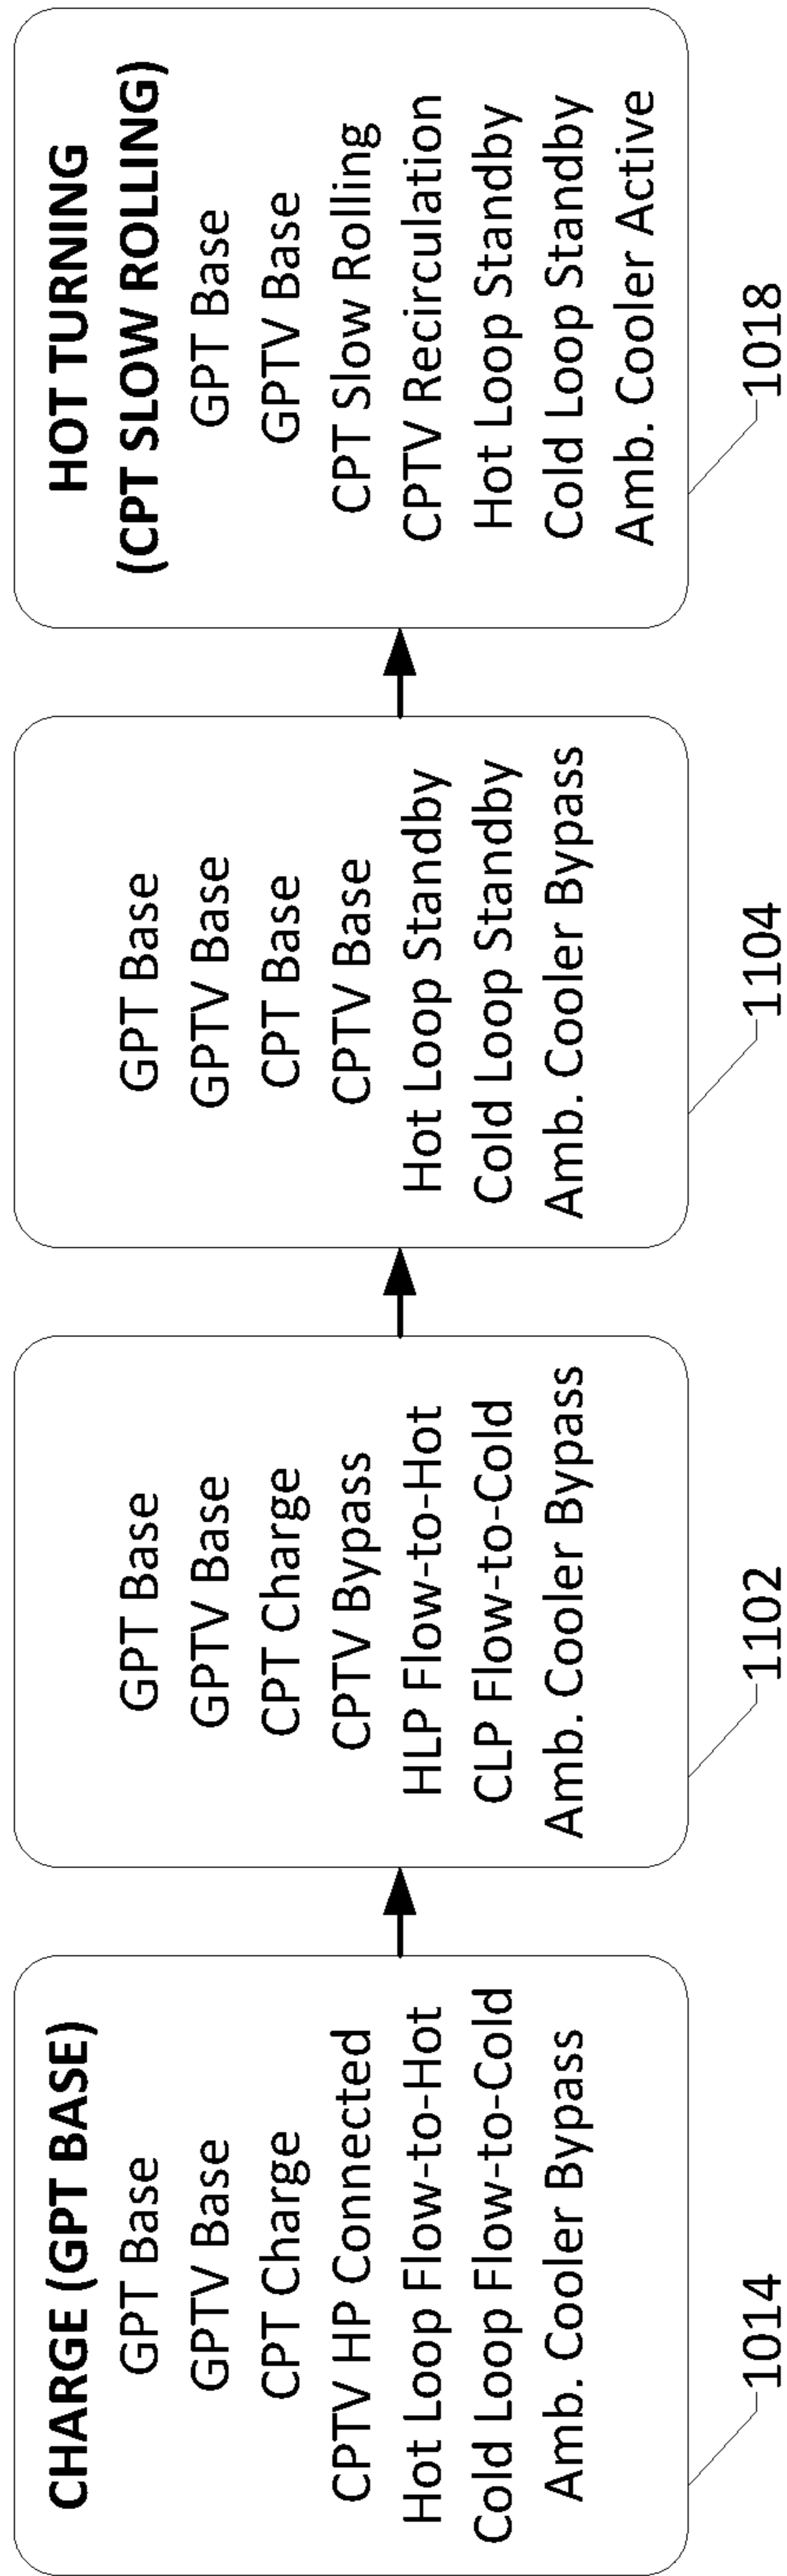 CHARGE (GPT BASE)
GPT Base
GPTV Base
CPT Charge
CPTV HP Connected
Hot Loop Flow-to-Hot
Cold Loop Flow-to-Cold
Amb. Cooler Bypass
1014
GPT Base
GPTV Base
CPT Charge
CPTV Bypass
HLP Flow-to-Hot
CLP Flow-to-Cold
Amb. Cooler Bypass
1102
GPT Base
GPTV Base
CPT Base
CPTV Base
Hot Loop Standby
Cold Loop Standby
Amb. Cooler Bypass
1104
HOT TURNING
(CPT SLOW ROLLING)
GPT Base
GPTV Base
CPT Slow Rolling
CPTV Recirculation
Hot Loop Standby
Cold Loop Standby
Amb. Cooler Active
1018